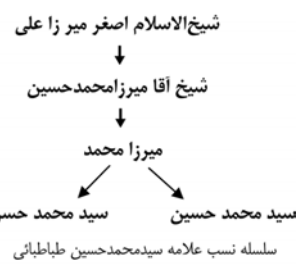 شیخ‌الاسلام اصغر میر زا علی
شیخ آقا میرزامحمدحسین
میرزا محمد
سید محمد حسین سید محمد
سلسله نسب علامه سیدمحمدحسین طباطبائی